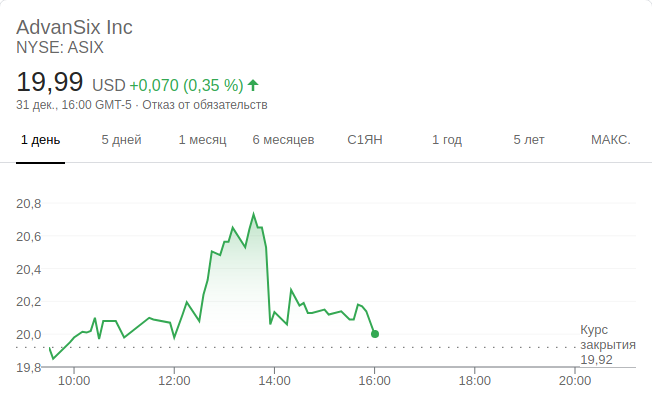 AdvanSix Inc
NYSE: ASIX
19,99 USD +0,070 (0,35 %)
31 дек., 16:00 GMT-5 · Отказ от обязательств
1 день 5 дней 1 месяц 6 месяцев С1ЯН 1 год 5 лет МАКС.
20,8
20,6
20,4
20,2
20,0
19,8
Курс
закрытия
19,92
10:00 12:00 14:00 16:00 18:00 20:00